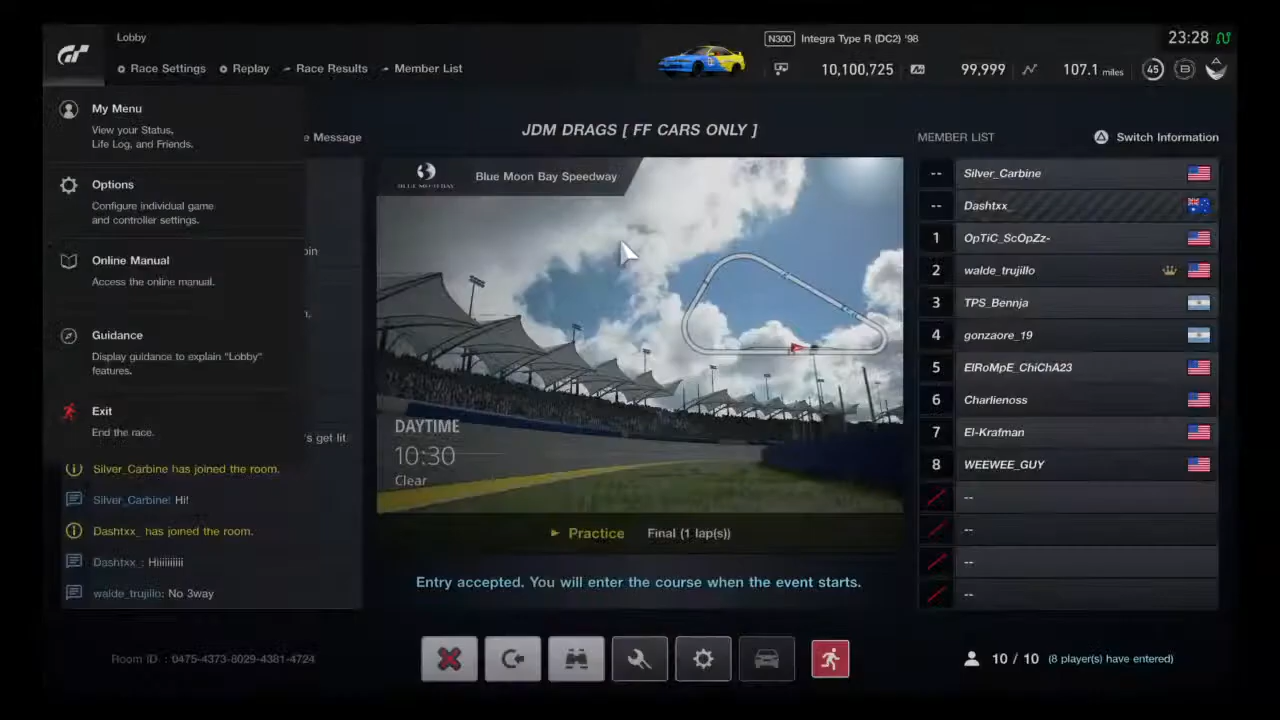 Lobby
Race Settings
Replay
Race Results
Member List
N300
Integra Type R (DC2) '98
10,100,725
99,999
107.1 miles
45
B
23:28
My Menu
View your Status,
Life Log, and Friends.
Options
Configure individual game
and controller settings.
Online Manual
Access the online manual.
Guidance
Display guidance to explain "Lobby"
features.
Exit
End the race.
e Message
oin
's get lit
Silver_Carbine has joined the room.
Silver_Carbine: Hi!
Dashtxx_ has joined the room.
Dashtxx_: Hiiiiiiiiii
walde_trujillo: No 3way
JDM DRAGS [ FF CARS ONLY ]
BLUE MOON BAY
Blue Moon Bay Speedway
DAYTIME
10:30
Clear
Practice
Final (1 lap(s))
Entry accepted. You will enter the course when the event starts.
MEMBER LIST
Switch Information
-- Silver_Carbine
-- Dashtxx_
1 OpTiC_ScOpZz-
2 walde_trujillo
3 TPS_Bennja
4 gonzaore_19
5 ElRoMpE_ChiChA23
6 Charlienoss
7 El-Krafman
8 WEEWEE_GUY
--
--
--
--
Room ID : 0475-4373-8029-4381-4724
10 / 10
(8 player(s) have entered)